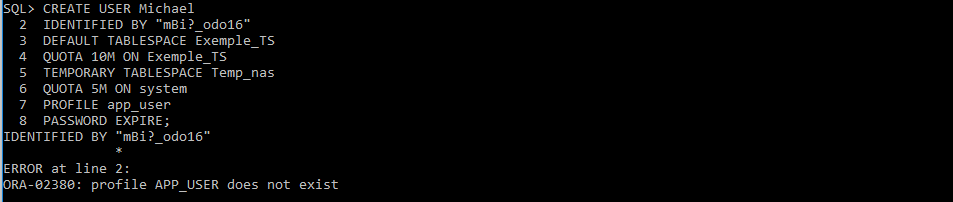 SQL> CREATE USER Michael
  2  IDENTIFIED BY "mBi?_odo16"
  3  DEFAULT TABLESPACE Exemple_TS
  4  QUOTA 10M ON Exemple_TS
  5  TEMPORARY TABLESPACE Temp_nas
  6  QUOTA 5M ON system
  7  PROFILE app_user
  8  PASSWORD EXPIRE;
IDENTIFIED BY "mBi?_odo16"
              *
ERROR at line 2:
ORA-02380: profile APP_USER does not exist